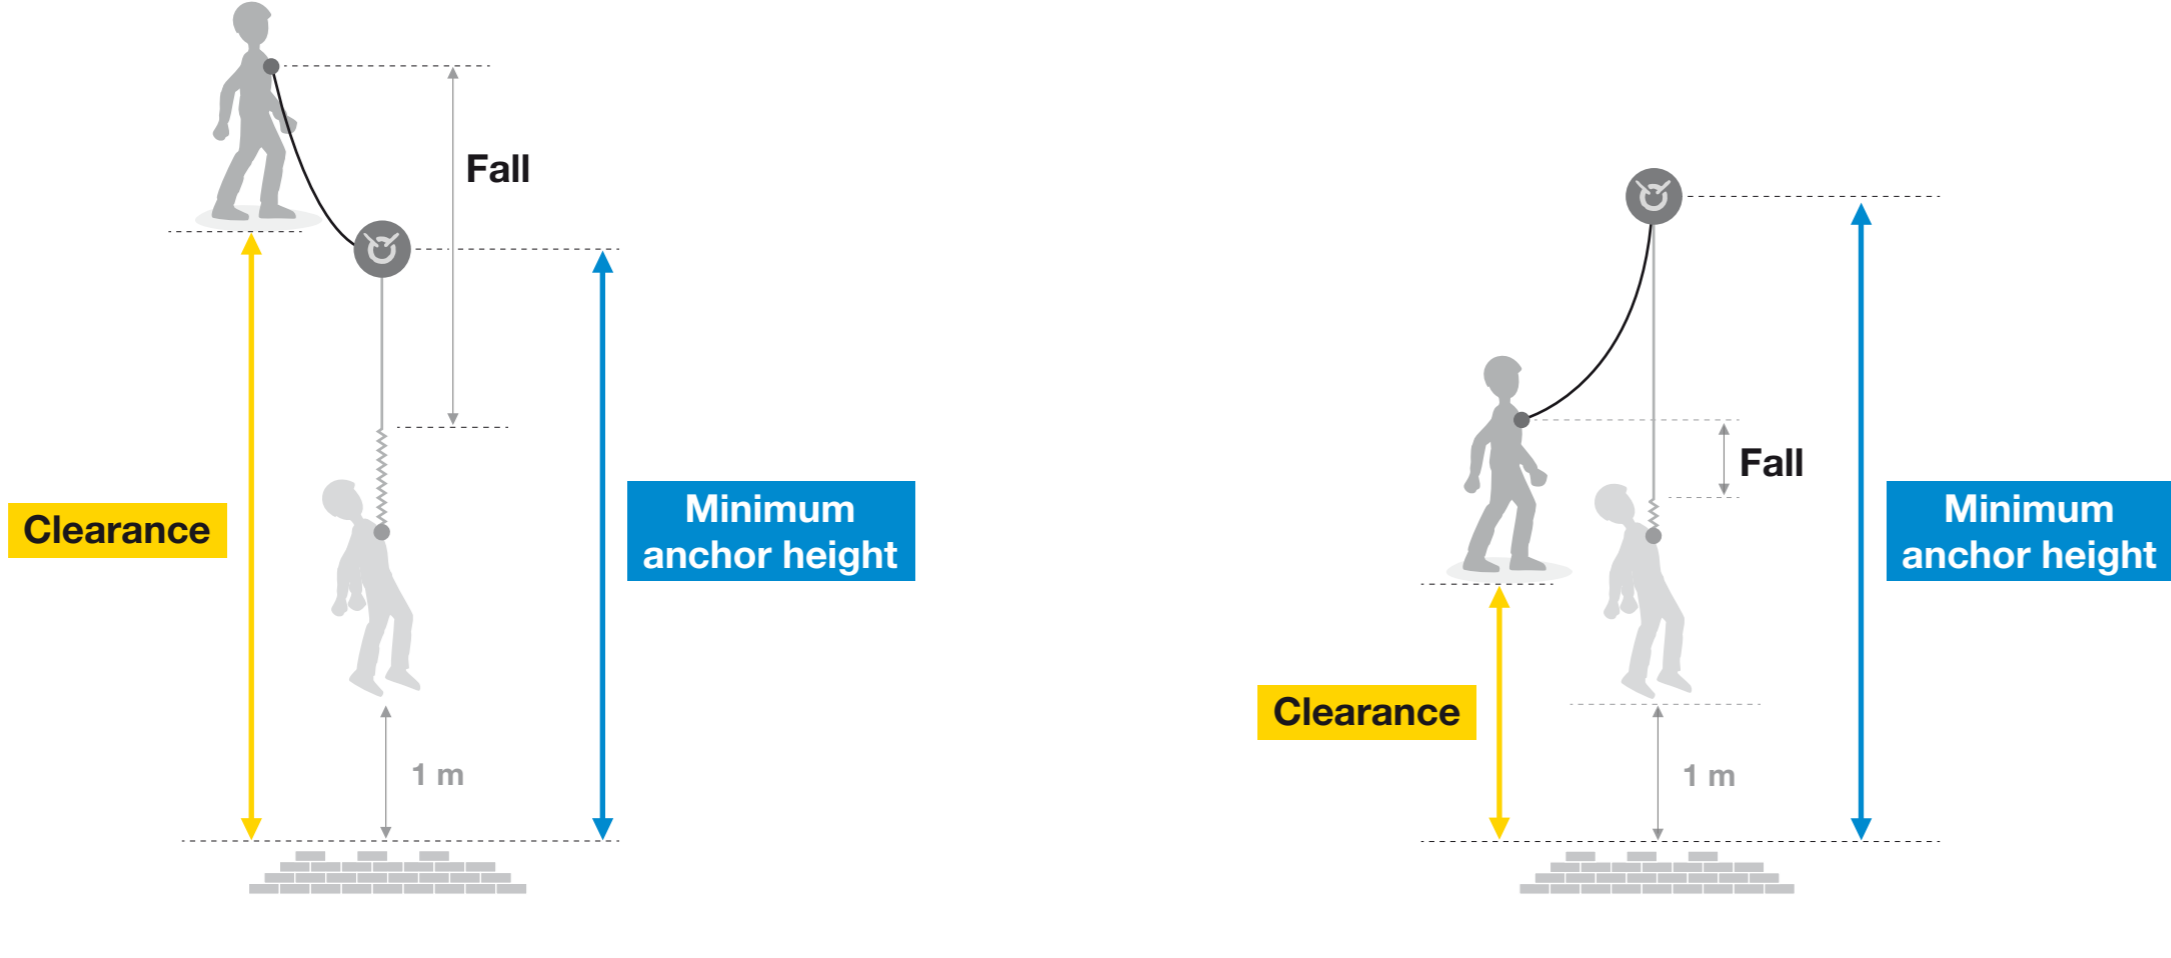 Fall
Clearance
Minimum
anchor height
1 m
Fall
Minimum
anchor height
Clearance
1 m